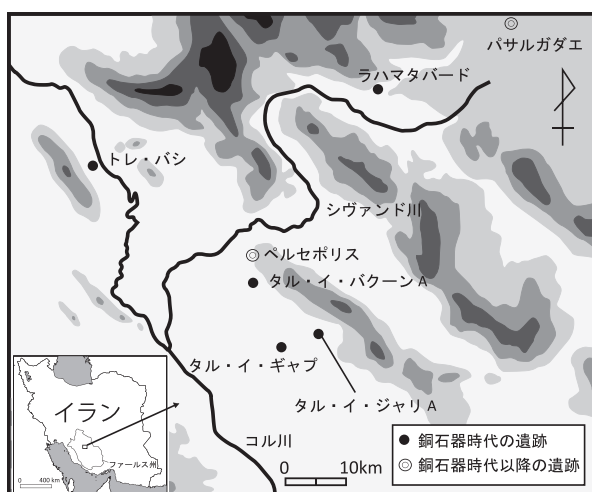 パサルガダエ
ラハマタバード
トレ・バシ
シヴァンド川
ペルセポリス
タル・イ・バクーンA
タル・イ・ギャプ
タル・イ・ジャリA
イラン
ファールス州
0 400 km
コル川
0 10km
● 銅石器時代の遺跡
◎ 銅石器時代以降の遺跡